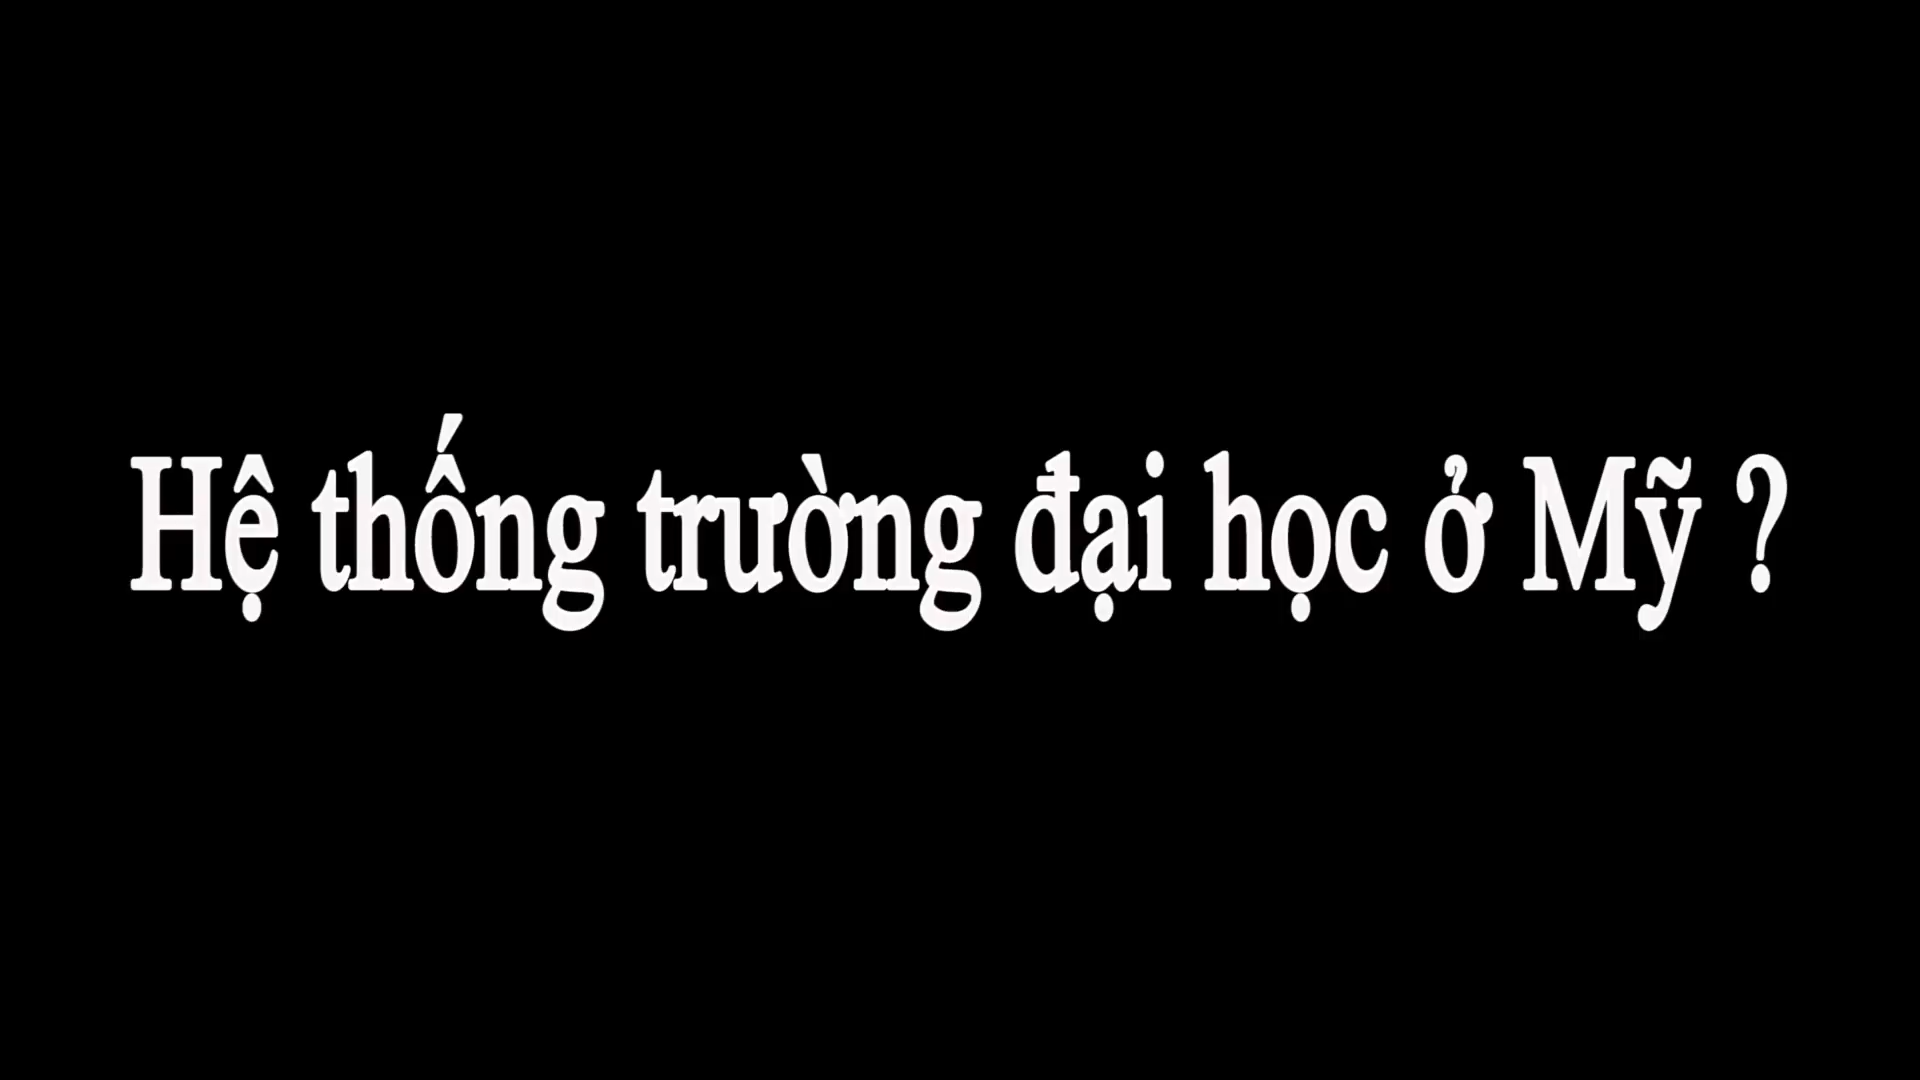 Hệ thống trường đại học ở Mỹ ?